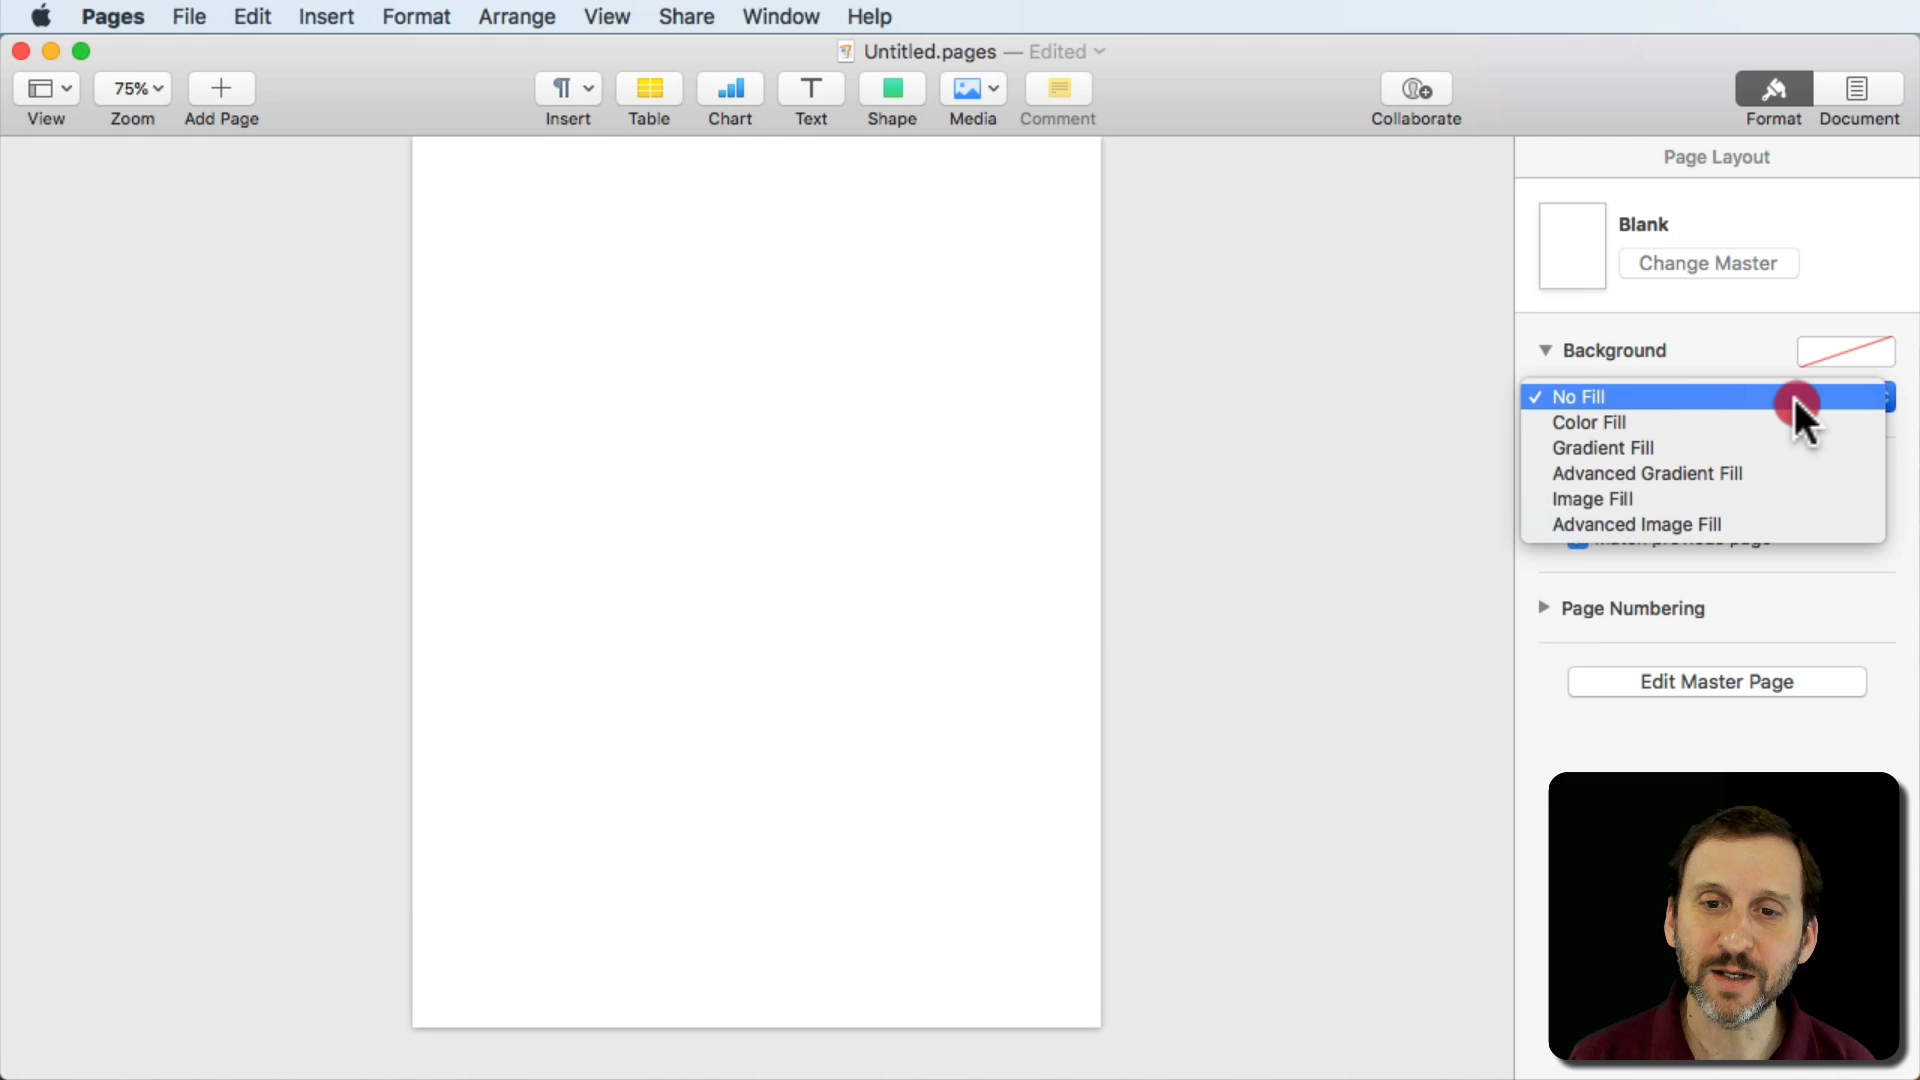 Pages File Edit Insert Format Arrange View Share Window Help
Untitled.pages — Edited
75%
View Zoom Add Page Insert Table Chart Text Shape Media Comment Collaborate Format Document
Page Layout
Blank
Change Master
Background
✓ No Fill
Color Fill
Gradient Fill
Advanced Gradient Fill
Image Fill
Advanced Image Fill
Page Numbering
Edit Master Page